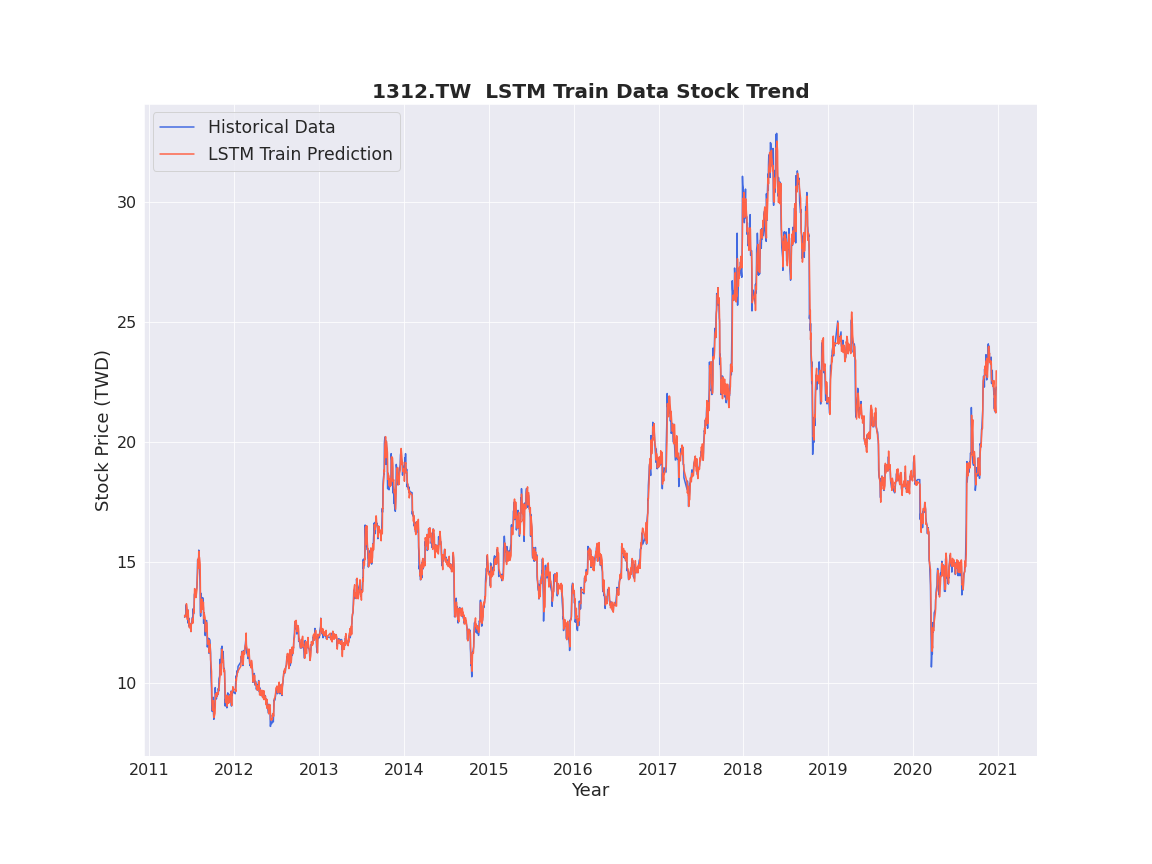 1312.TW  LSTM Train Data Stock Trend
Historical Data
LSTM Train Prediction
Stock Price (TWD)
30
25
20
15
10
2011 2012 2013 2014 2015 2016 2017 2018 2019 2020 2021
Year